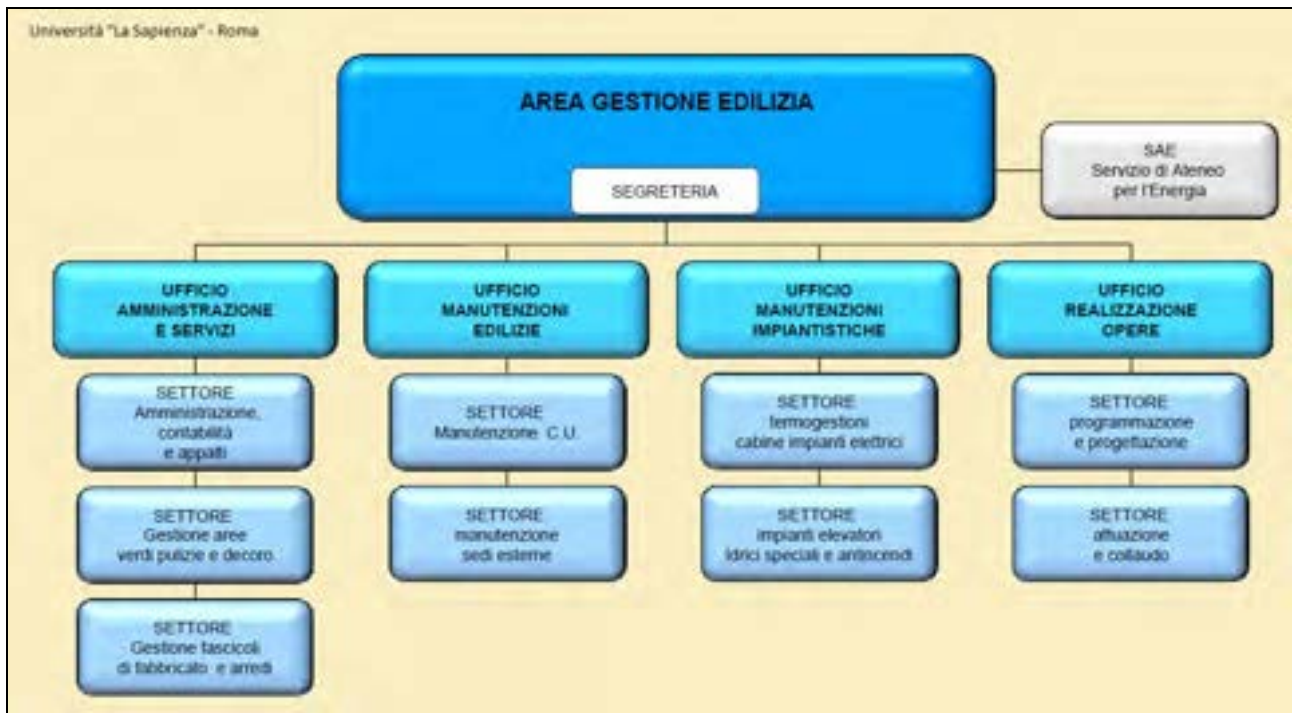 Università "La Sapienza" - Roma
AREA GESTIONE EDILIZIA
SEGRETERIA
SAE
Servizio di Ateneo
per l'Energia
UFFICIO
AMMINISTRAZIONE
E SERVIZI
UFFICIO
MANUTENZIONI
EDILIZIE
UFFICIO
MANUTENZIONI
IMPIANTISTICHE
UFFICIO
REALIZZAZIONE
OPERE
SETTORE
Amministrazione,
contabilità
e appalti
SETTORE
Manutenzione C.U.
SETTORE
termogestioni
cabine impianti elettrici
SETTORE
programmazione
e progettazione
SETTORE
Gestione aree
verdi pulizie e decoro
SETTORE
manutenzione
sedi esterne
SETTORE
impianti elevatori
Idrici speciali e antincendi
SETTORE
attuazione
e collaudo
SETTORE
Gestione fascicoli
di fabbricato e arredi